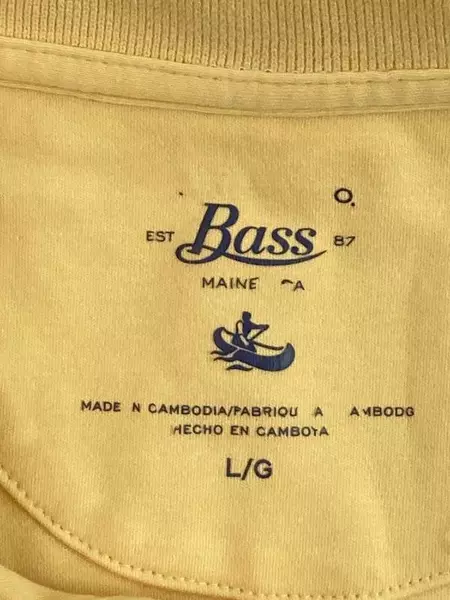 O.
EST Bass 87
MAINE
MADE N CAMBODIA/FABRIQU A AMBODG
HECHO EN CAMBOYA
L/G